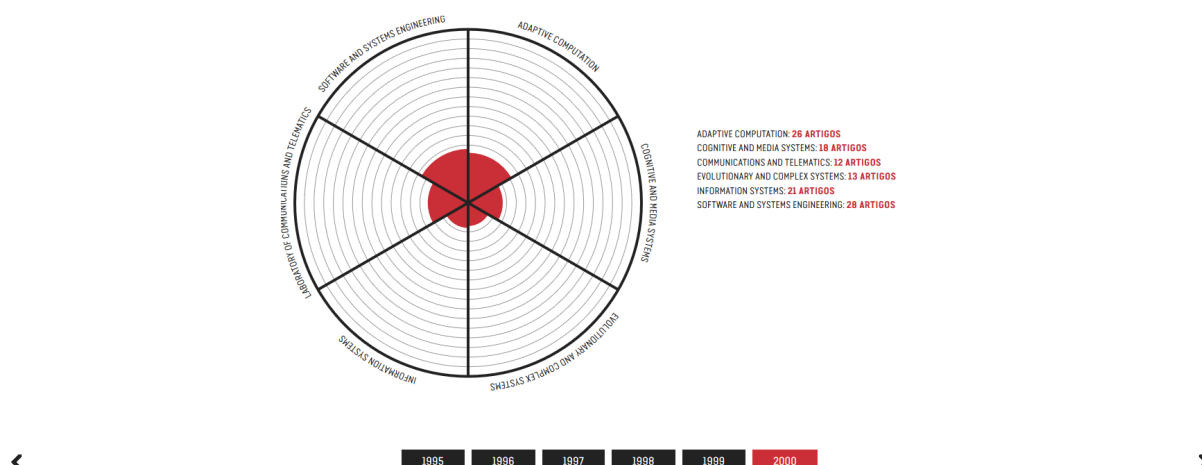 SOFTWARE AND SYSTEMS ENGINEERING
ADAPTIVE COMPUTATION
LABORATORY OF COMMUNICATIONS AND TELEMATICS
COGNITIVE AND MEDIA SYSTEMS
INFORMATION SYSTEMS
EVOLUTIONARY AND COMPLEX SYSTEMS
ADAPTIVE COMPUTATION: 26 ARTIGOS
COGNITIVE AND MEDIA SYSTEMS: 18 ARTIGOS
COMMUNICATIONS AND TELEMATICS: 12 ARTIGOS
EVOLUTIONARY AND COMPLEX SYSTEMS: 13 ARTIGOS
INFORMATION SYSTEMS: 21 ARTIGOS
SOFTWARE AND SYSTEMS ENGINEERING: 28 ARTIGOS
1995 1996 1997 1998 1999 2000